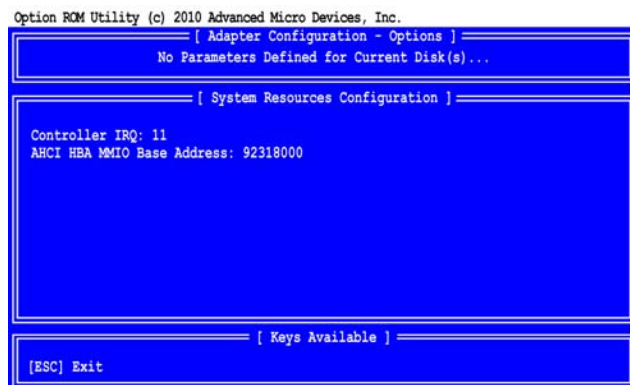 Option ROM Utility (c) 2010 Advanced Micro Devices, Inc.
[ Adapter Configuration - Options ]
No Parameters Defined for Current Disk(s)...
[ System Resources Configuration ]
Controller IRQ: 11
AHCI HBA MMIO Base Address: 92318000
[ Keys Available ]
[ESC] Exit